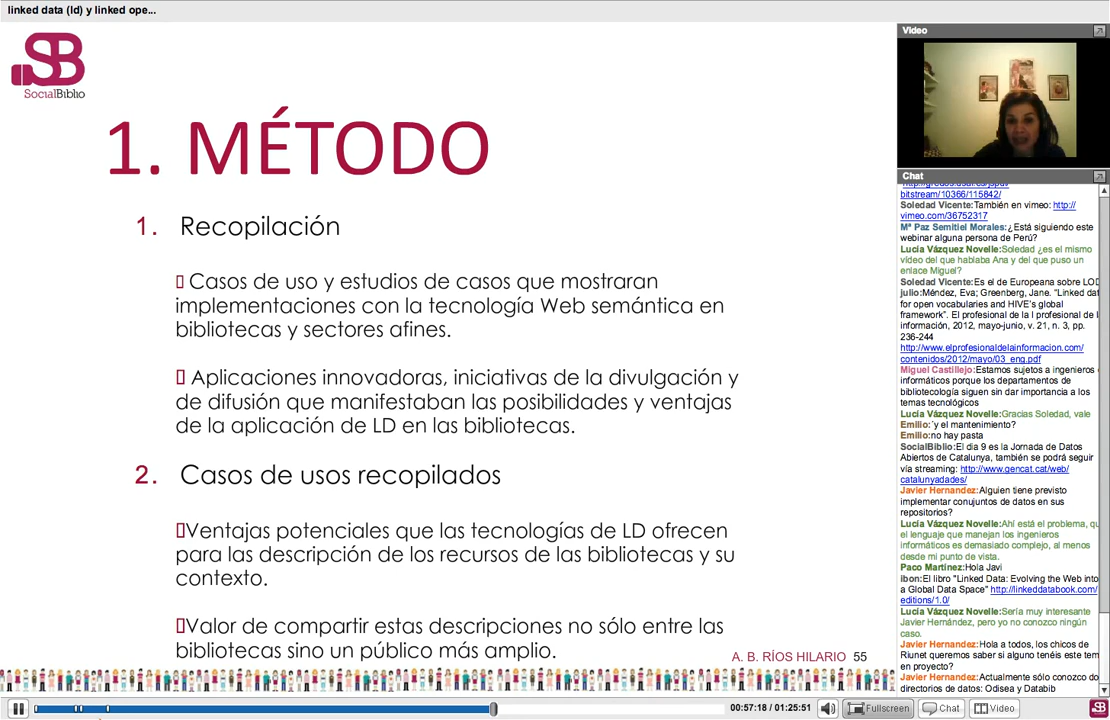 linked data (ld) y linked ope...
SB
SocialBiblio
1. MÉTODO
1. Recopilación
Casos de uso y estudios de casos que mostraran
implementaciones con la tecnología Web semántica en
bibliotecas y sectores afines.
Aplicaciones innovadoras, iniciativas de la divulgación y
de difusión que manifestaban las posibilidades y ventajas
de la aplicación de LD en las bibliotecas.
2. Casos de usos recopilados
Ventajas potenciales que las tecnologías de LD ofrecen
para las descripción de los recursos de las bibliotecas y su
contexto.
Valor de compartir estas descripciones no sólo entre las
bibliotecas sino un público más amplio.
A. B. RÍOS HILARIO 55
Video
Chat
bitstream/10366/115842/
Soledad Vicente:También en vimeo: http://
vimeo.com/36752317
Mª Paz Semitiel Morales:¿Está siguiendo este
webinar alguna persona de Perú?
Lucía Vázquez Novelle:Soledad ¿es el mismo
vídeo del que hablaba Ana y del que puso un
enlace Miguel?
Soledad Vicente:Es el de Europeana sobre LOD
julio:Méndez, Eva; Greenberg, Jane. "Linked dat
for open vocabularies and HIVE's global
framework". El profesional de la I profesional de l
información, 2012, mayo-junio, v. 21, n. 3, pp.
236-244
http://www.elprofesionaldelainformacion.com/
contenidos/2012/mayo/03_eng.pdf
Miguel Castillejo:Estamos sujetos a ingenieros
informáticos porque los departamentos de
bibliotecología siguen sin dar importancia a los
temas tecnológicos
Lucía Vázquez Novelle:Gracias Soledad, vale
Emilio:´y el mantenimiento?
Emilio:no hay pasta
SocialBiblio:El dia 9 es la Jornada de Datos
Abiertos de Catalunya, también se podrá seguir
vía streaming: http://www.gencat.cat/web/
catalunyadades/
Javier Hernandez:Alguien tiene previsto
implementar conujuntos de datos en sus
repositorios?
Lucía Vázquez Novelle:Ahí está el problema, qu
el lenguaje que manejan los ingenieros
informáticos es demasiado complejo, al menos
desde mi punto de vista.
Paco Martínez:Hola Javi
Ibon:El libro "Linked Data: Evolving the Web into
a Global Data Space" http://linkeddatabook.com/
editions/1.0/
Lucía Vázquez Novelle:Sería muy interesante
Javier Hernández, pero yo no conozco ningún
caso.
Javier Hernandez:Hola a todos, los chicos de
Riunet queremos saber si alguno tenéis este tem
en proyecto?
Javier Hernandez:Actualmente sólo conozco do
directorios de datos: Odisea y Databib
00:57:18 / 01:25:51
Fullscreen
Chat
Video
SB